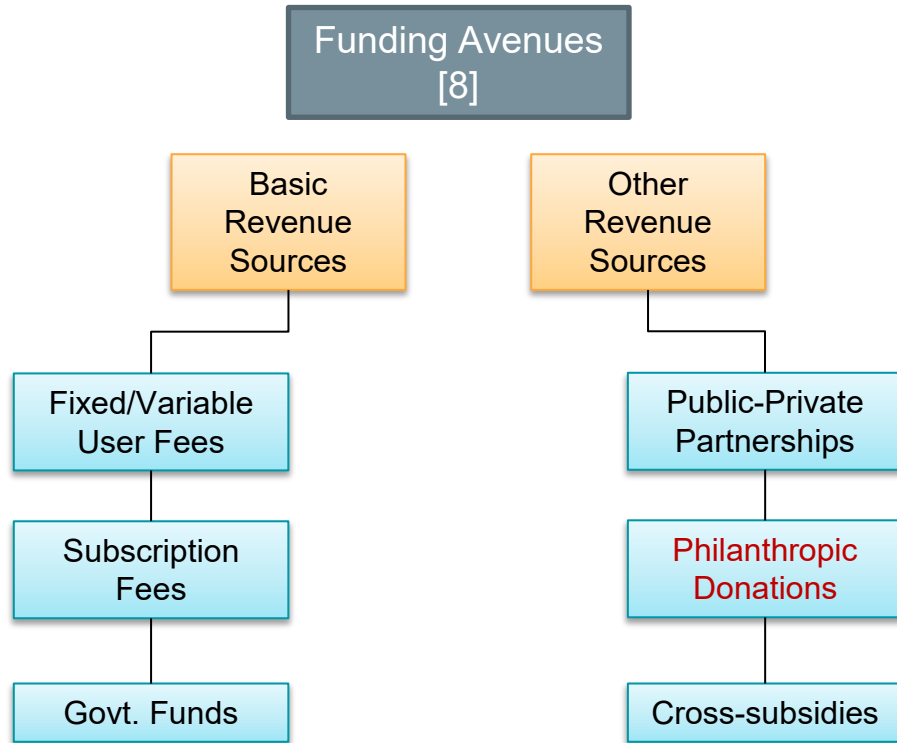 Funding Avenues
[8]
Basic
Revenue
Sources
Other
Revenue
Sources
Fixed/Variable
User Fees
Public-Private
Partnerships
Subscription
Fees
Philanthropic
Donations
Govt. Funds
Cross-subsidies